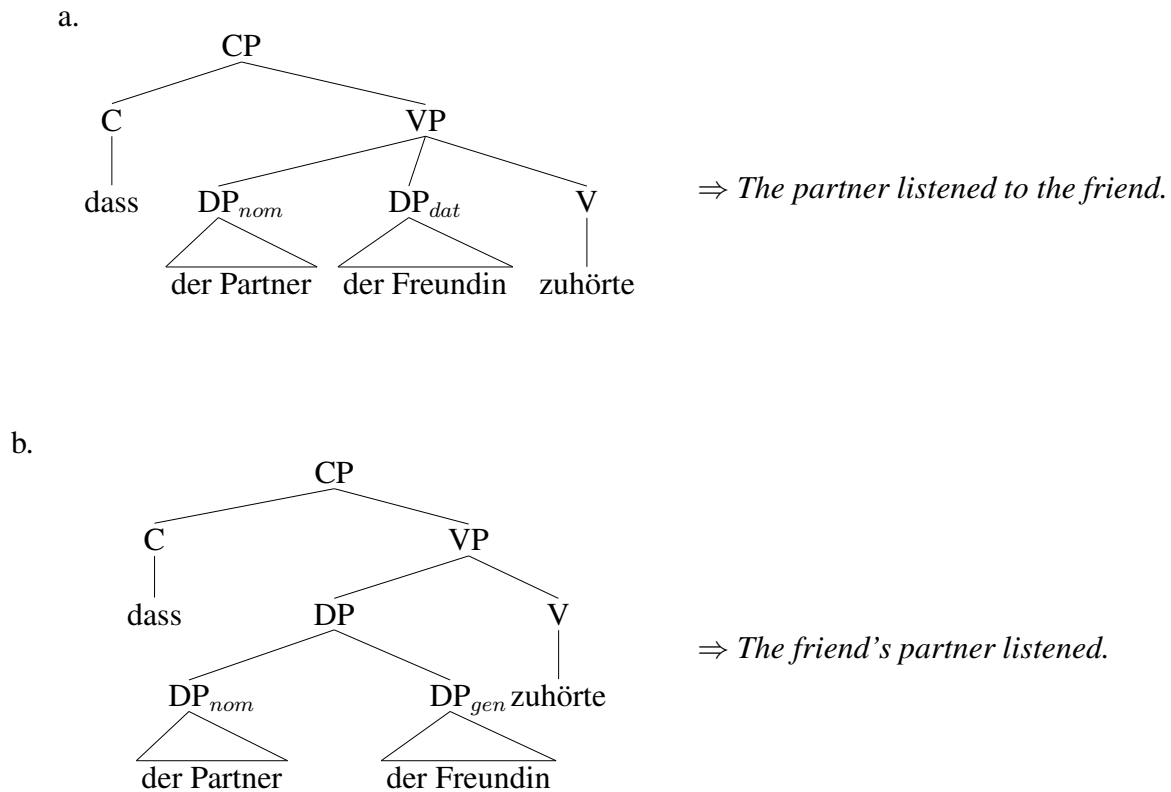 a.
CP
C VP
dass DP_nom DP_dat V ⇒ The partner listened to the friend.
der Partner der Freundin zuhörte
b.
CP
C VP
dass DP V ⇒ The friend's partner listened.
DP_nom DP_gen zuhörte
der Partner der Freundin